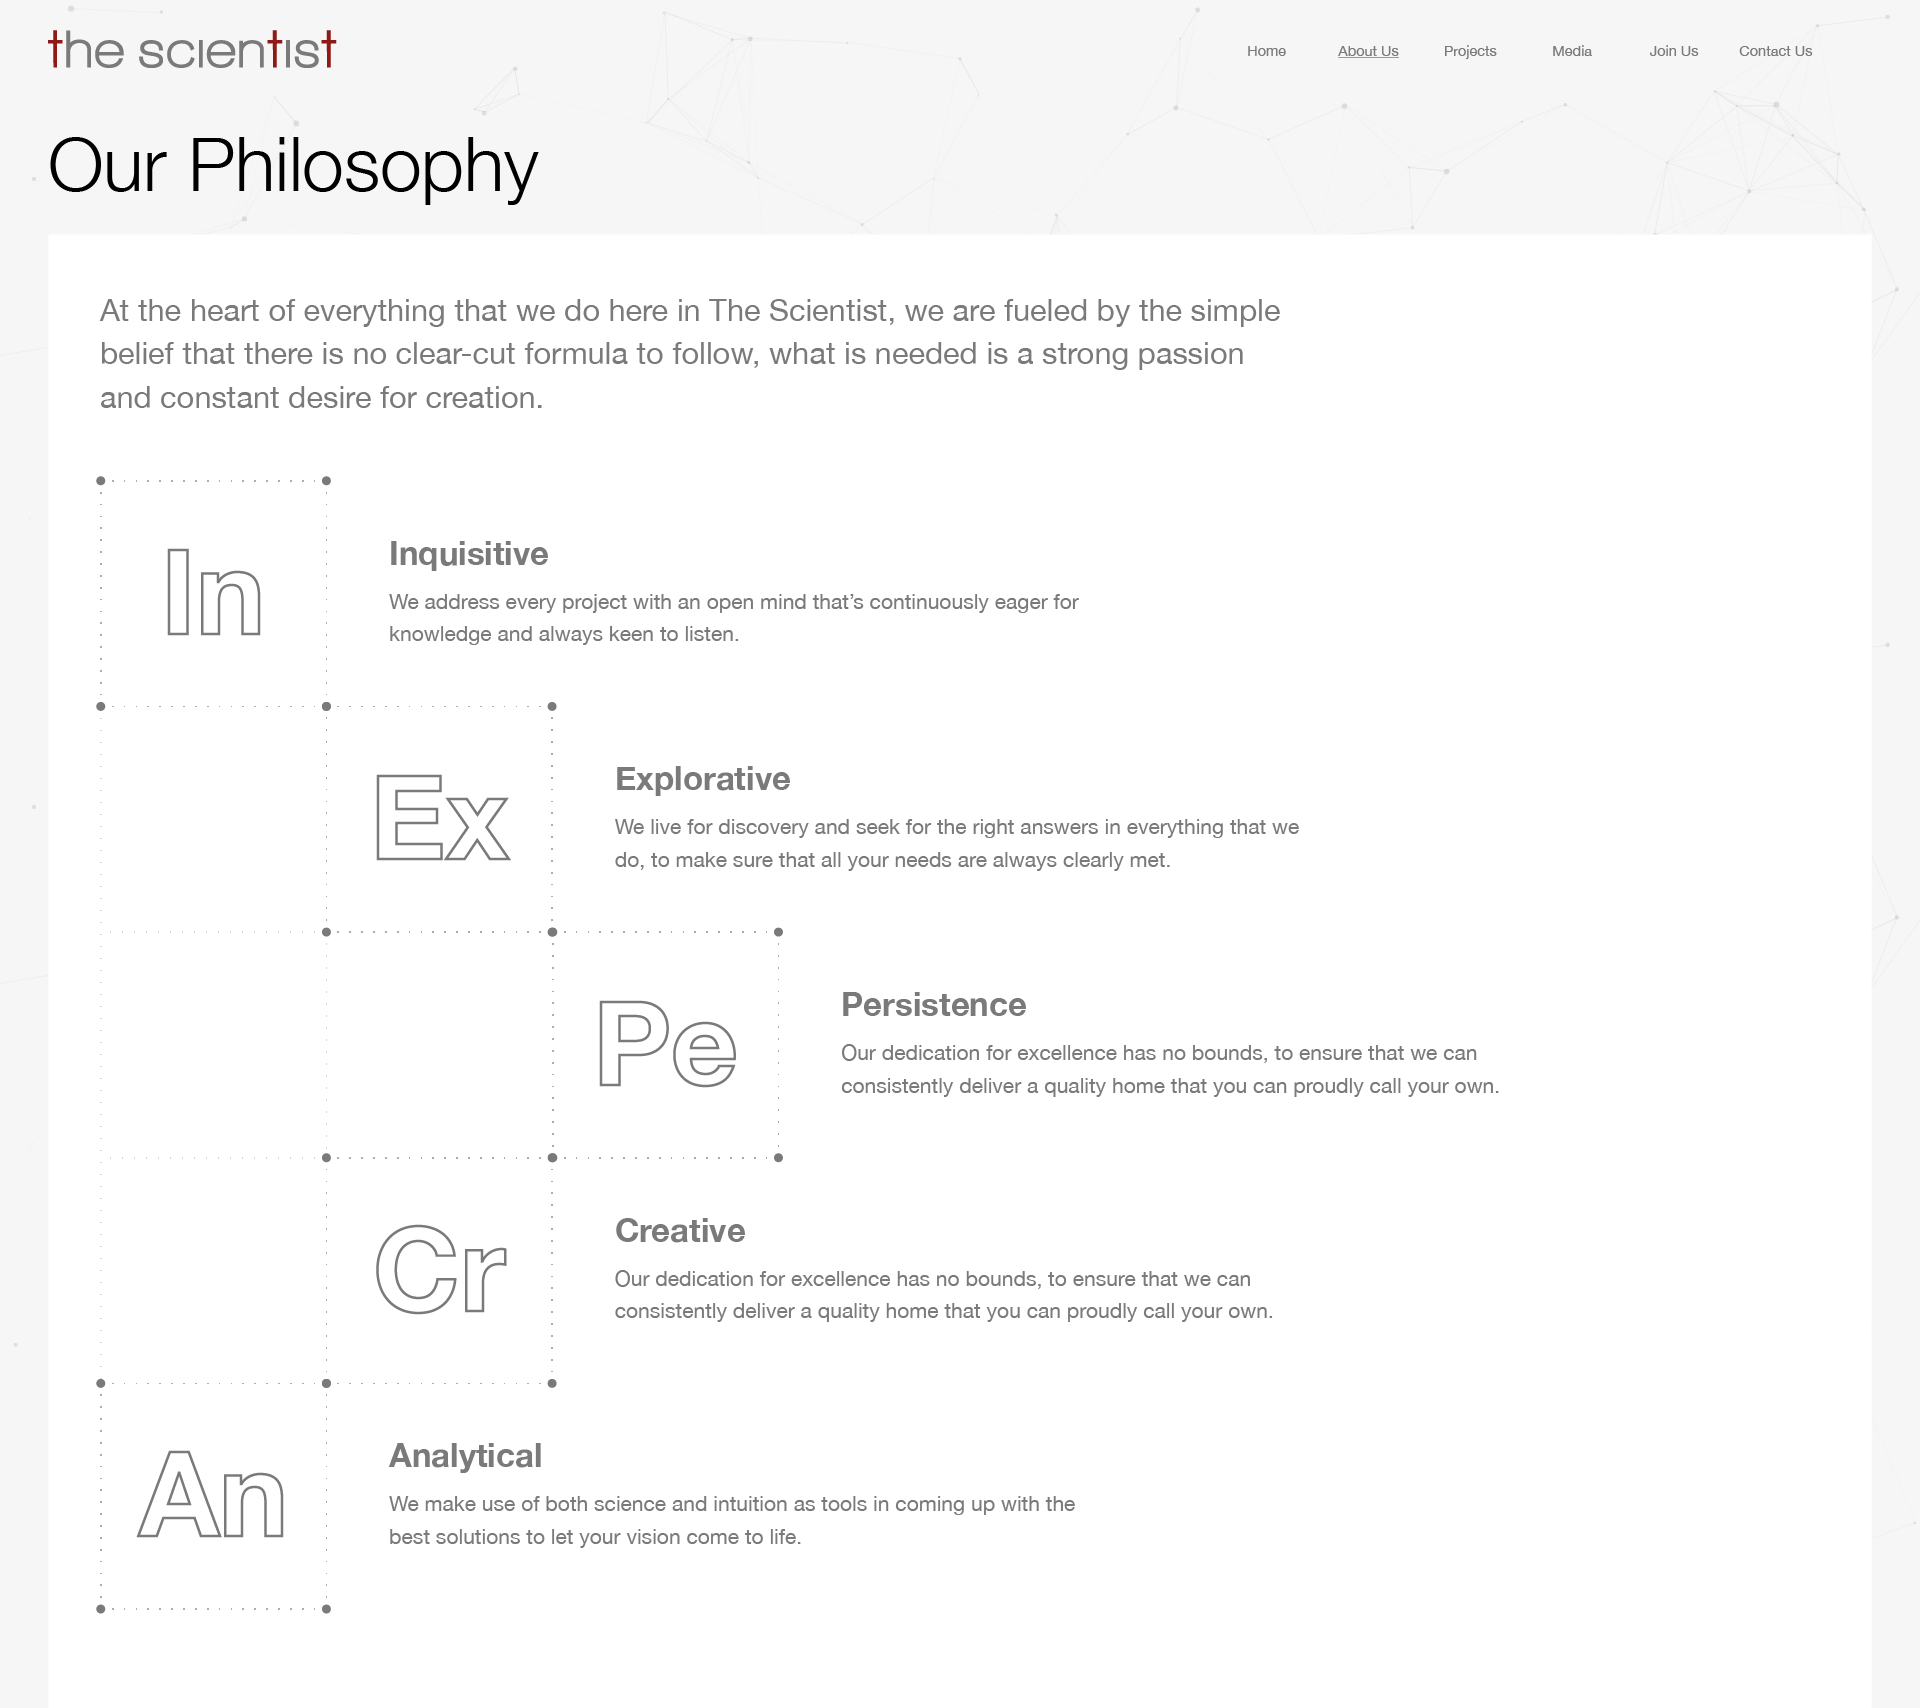 the scientist
Home About Us Projects Media Join Us Contact Us
Our Philosophy
At the heart of everything that we do here in The Scientist, we are fueled by the simple
belief that there is no clear-cut formula to follow, what is needed is a strong passion
and constant desire for creation.
In
Inquisitive
We address every project with an open mind that’s continuously eager for
knowledge and always keen to listen.
Ex
Explorative
We live for discovery and seek for the right answers in everything that we
do, to make sure that all your needs are always clearly met.
Pe
Persistence
Our dedication for excellence has no bounds, to ensure that we can
consistently deliver a quality home that you can proudly call your own.
Cr
Creative
Our dedication for excellence has no bounds, to ensure that we can
consistently deliver a quality home that you can proudly call your own.
An
Analytical
We make use of both science and intuition as tools in coming up with the
best solutions to let your vision come to life.